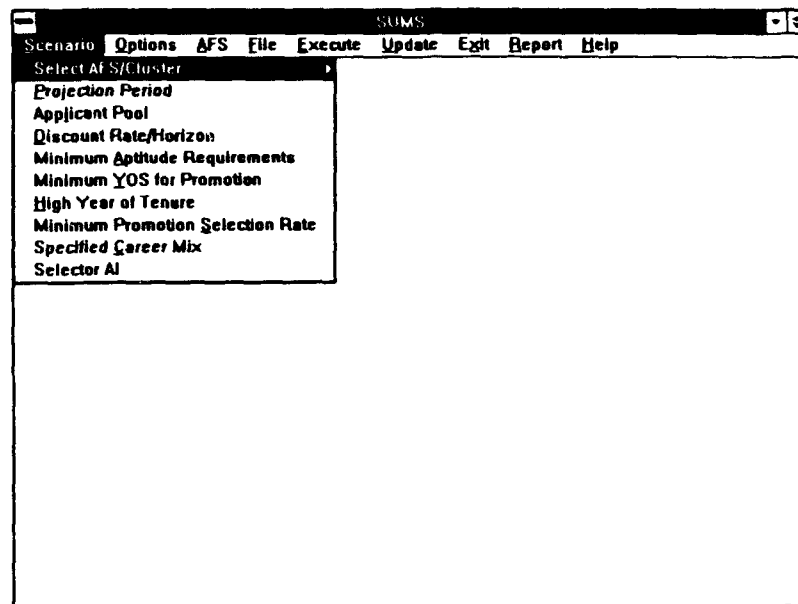 SUMS
Scenario Options AFS File Execute Update Exit Report Help
Select AFS/Cluster
Projection Period
Applicant Pool
Discount Rate/Horizon
Minimum Aptitude Requirements
Minimum YOS for Promotion
High Year of Tenure
Minimum Promotion Selection Rate
Specified Career Mix
Selector AI